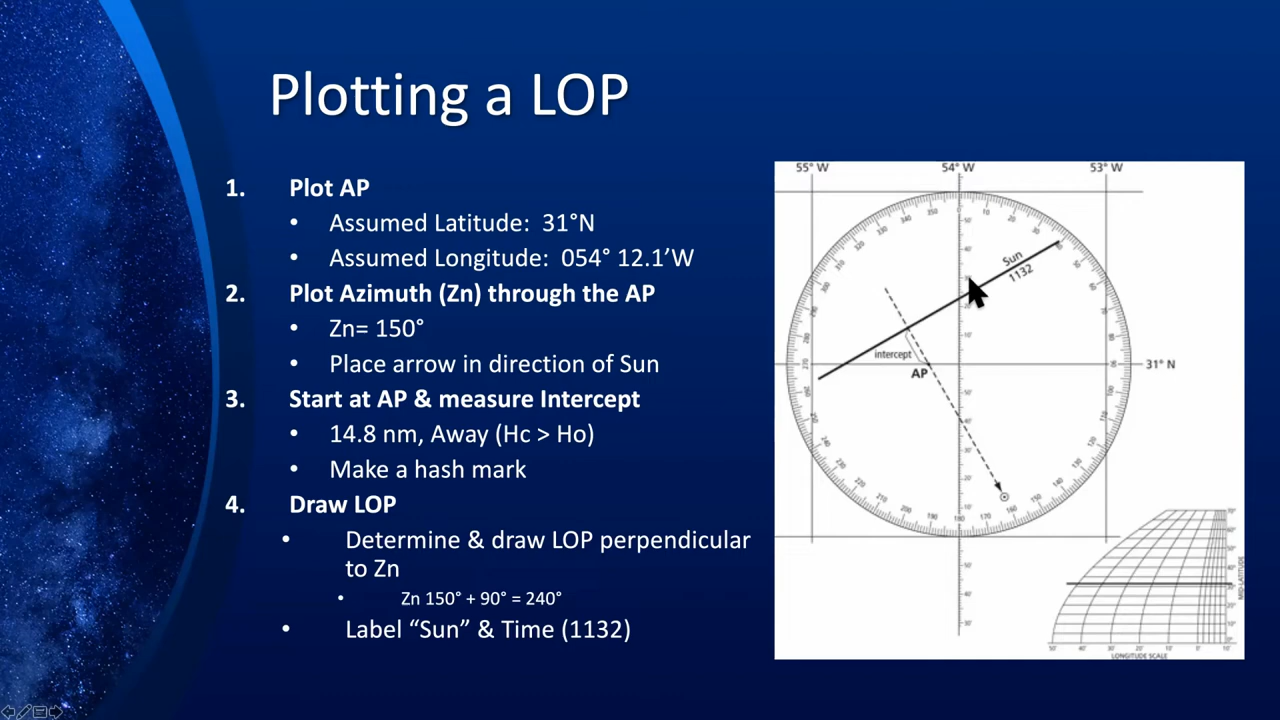 Plotting a LOP
1. Plot AP
• Assumed Latitude: 31°N
• Assumed Longitude: 054° 12.1’W
2. Plot Azimuth (Zn) through the AP
• Zn= 150°
• Place arrow in direction of Sun
3. Start at AP & measure Intercept
• 14.8 nm, Away (Hc > Ho)
• Make a hash mark
4. Draw LOP
• Determine & draw LOP perpendicular
to Zn
• Zn 150° + 90° = 240°
• Label “Sun” & Time (1132)
55° W 54° W 53° W
Sun
1132
intercept
AP
31° N
MID-LATITUDE
LONGITUDE SCALE